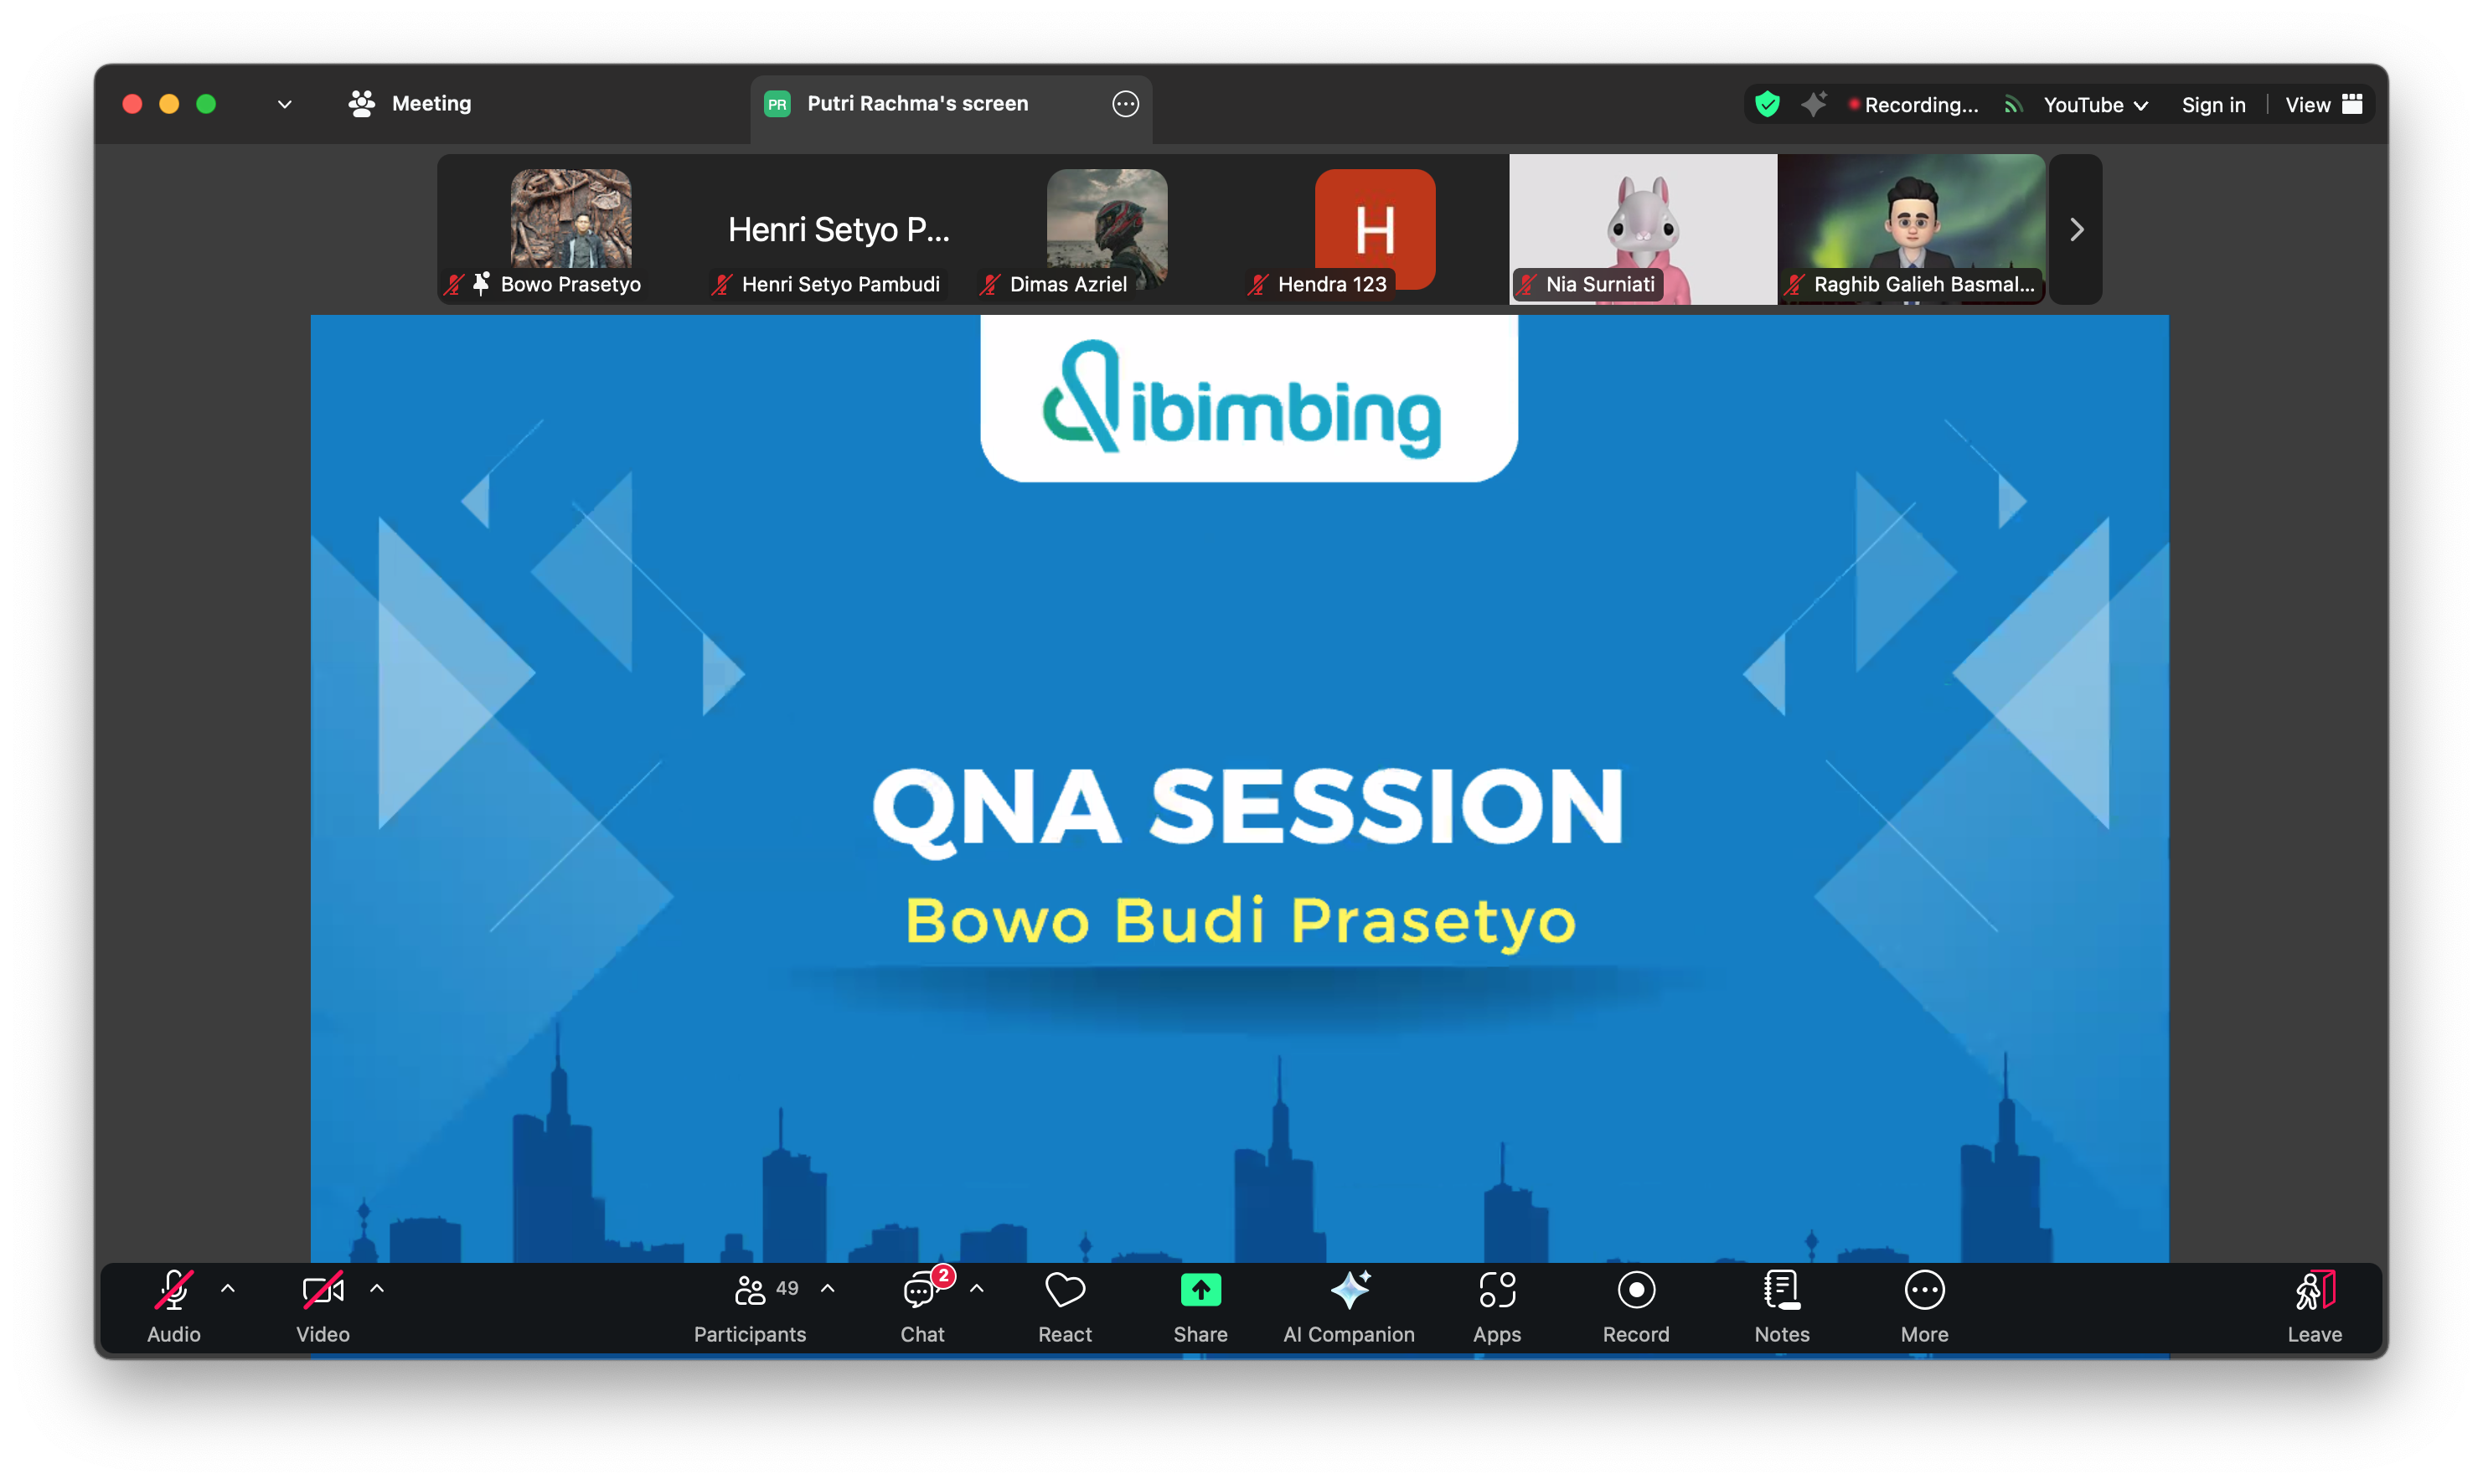 Meeting
PR Putri Rachma's screen
Recording...
YouTube
Sign in
View
Henri Setyo P...
H
Bowo Prasetyo
Henri Setyo Pambudi
Dimas Azriel
Hendra 123
Nia Surniati
Raghib Galieh Basmal...
ibimbing
QNA SESSION
Bowo Budi Prasetyo
49
2
Audio
Video
Participants
Chat
React
Share
AI Companion
Apps
Record
Notes
More
Leave